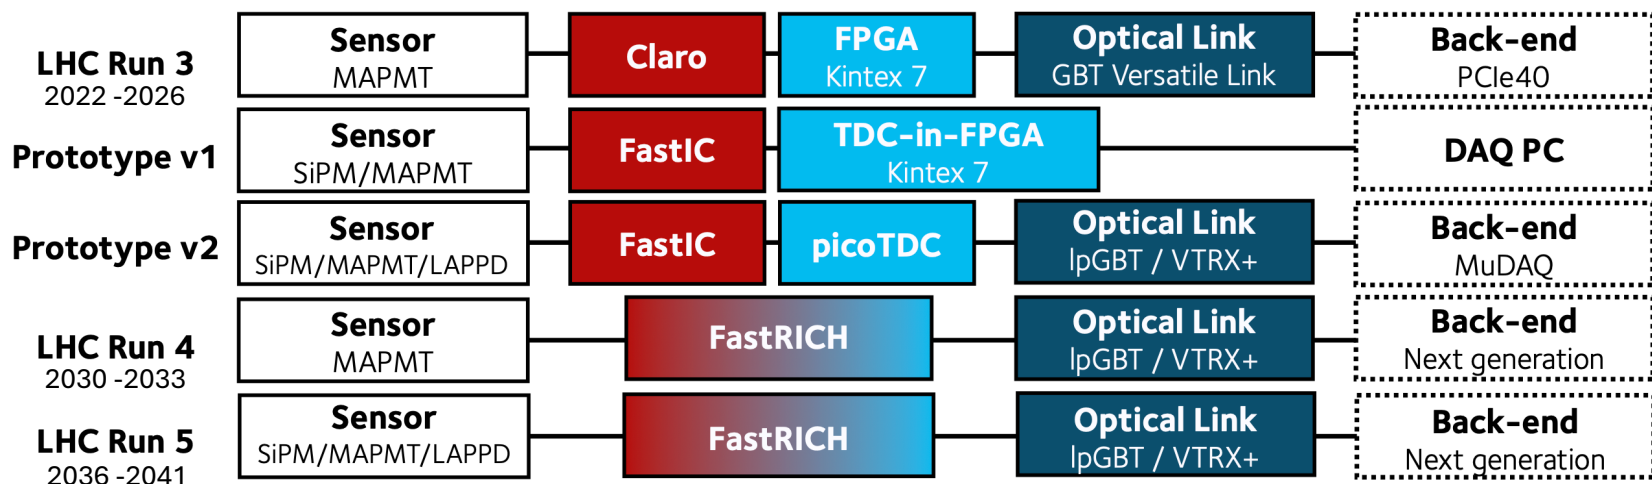 LHC Run 3
2022 -2026
Sensor
MAPMT
Claro
FPGA
Kintex 7
Optical Link
GBT Versatile Link
Back-end
PCIe40
Prototype v1
Sensor
SiPM/MAPMT
FastIC
TDC-in-FPGA
Kintex 7
DAQ PC
Prototype v2
Sensor
SiPM/MAPMT/LAPPD
FastIC
picoTDC
Optical Link
lpGBT / VTRX+
Back-end
MuDAQ
LHC Run 4
2030 -2033
Sensor
MAPMT
FastRICH
Optical Link
lpGBT / VTRX+
Back-end
Next generation
LHC Run 5
2036 -2041
Sensor
SiPM/MAPMT/LAPPD
FastRICH
Optical Link
lpGBT / VTRX+
Back-end
Next generation